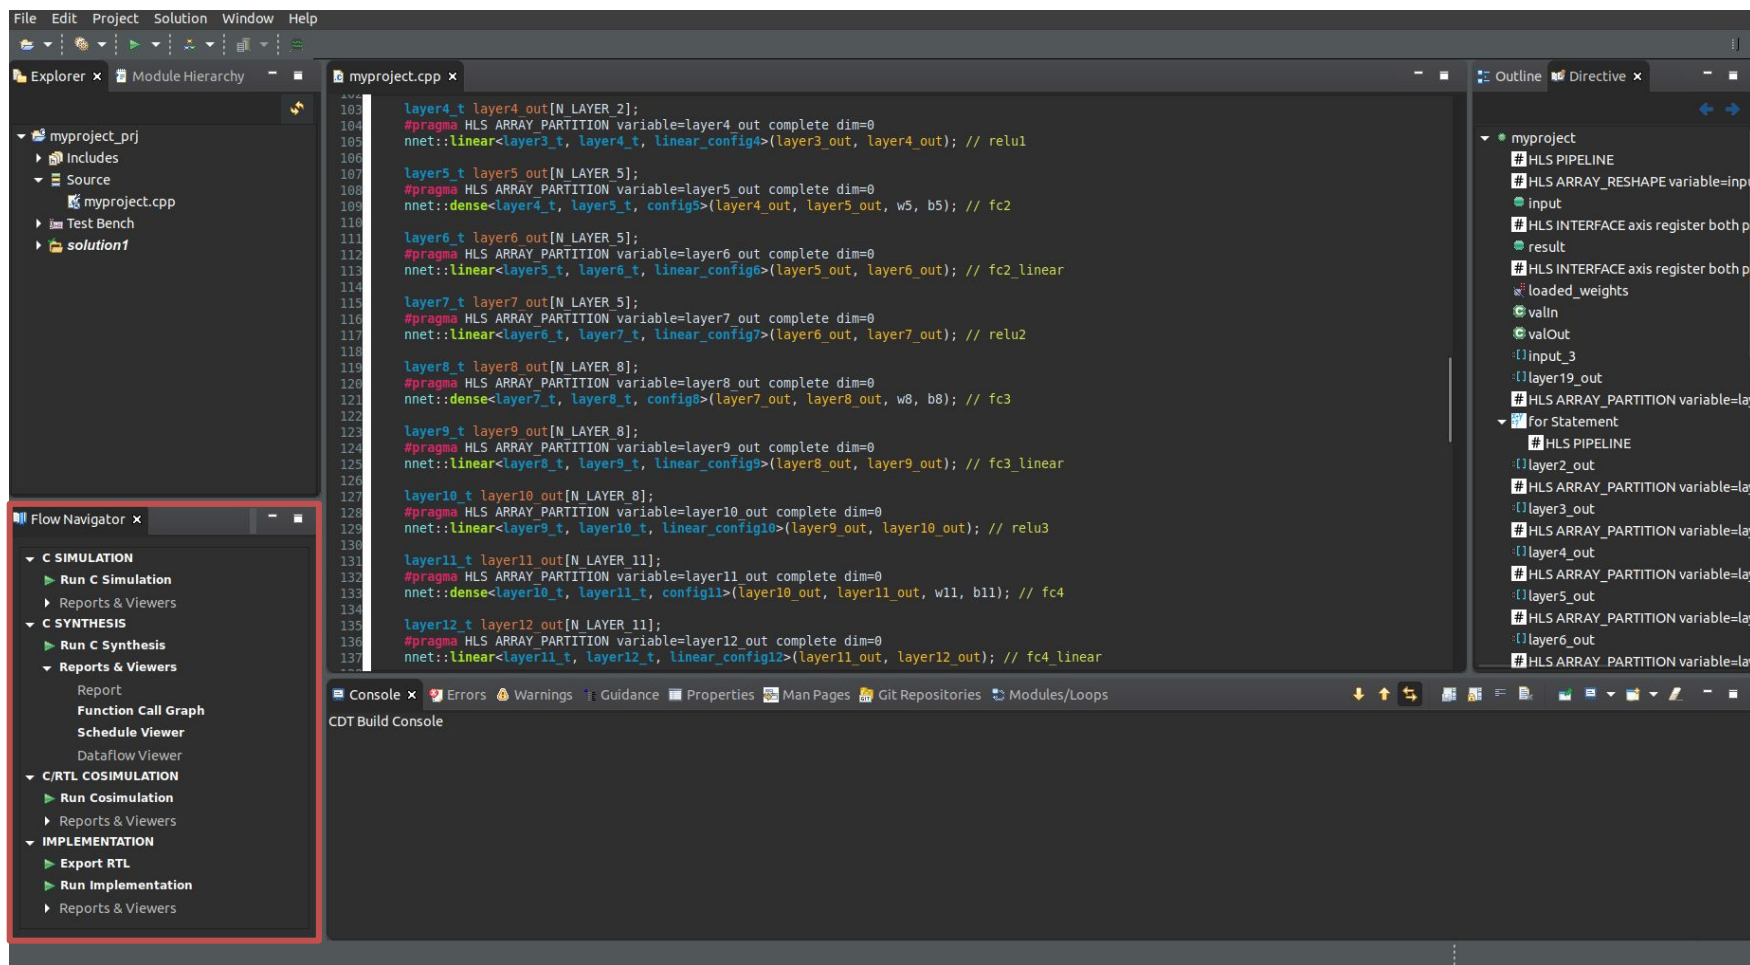 File Edit Project Solution Window Help
Explorer Module Hierarchy
myproject_prj
Includes
Source
myproject.cpp
Test Bench
solution1
Flow Navigator
C SIMULATION
Run C Simulation
Reports & Viewers
C SYNTHESIS
Run C Synthesis
Reports & Viewers
Report
Function Call Graph
Schedule Viewer
Dataflow Viewer
C/RTL COSIMULATION
Run Cosimulation
Reports & Viewers
IMPLEMENTATION
Export RTL
Run Implementation
Reports & Viewers
myproject.cpp
102
103 layer4_t layer4_out[N_LAYER_2];
104 #pragma HLS ARRAY_PARTITION variable=layer4_out complete dim=0
105 nnet::linear<layer3_t, layer4_t, linear_config4>(layer3_out, layer4_out); // relu1
106
107 layer5_t layer5_out[N_LAYER_5];
108 #pragma HLS ARRAY_PARTITION variable=layer5_out complete dim=0
109 nnet::dense<layer4_t, layer5_t, config5>(layer4_out, layer5_out, w5, b5); // fc2
110
111 layer6_t layer6_out[N_LAYER_5];
112 #pragma HLS ARRAY_PARTITION variable=layer6_out complete dim=0
113 nnet::linear<layer5_t, layer6_t, linear_config6>(layer5_out, layer6_out); // fc2_linear
114
115 layer7_t layer7_out[N_LAYER_5];
116 #pragma HLS ARRAY_PARTITION variable=layer7_out complete dim=0
117 nnet::linear<layer6_t, layer7_t, linear_config7>(layer6_out, layer7_out); // relu2
118
119 layer8_t layer8_out[N_LAYER_8];
120 #pragma HLS ARRAY_PARTITION variable=layer8_out complete dim=0
121 nnet::dense<layer7_t, layer8_t, config8>(layer7_out, layer8_out, w8, b8); // fc3
122
123 layer9_t layer9_out[N_LAYER_8];
124 #pragma HLS ARRAY_PARTITION variable=layer9_out complete dim=0
125 nnet::linear<layer8_t, layer9_t, linear_config9>(layer8_out, layer9_out); // fc3_linear
126
127 layer10_t layer10_out[N_LAYER_8];
128 #pragma HLS ARRAY_PARTITION variable=layer10_out complete dim=0
129 nnet::linear<layer9_t, layer10_t, linear_config10>(layer9_out, layer10_out); // relu3
130
131 layer11_t layer11_out[N_LAYER_11];
132 #pragma HLS ARRAY_PARTITION variable=layer11_out complete dim=0
133 nnet::dense<layer10_t, layer11_t, config11>(layer10_out, layer11_out, w11, b11); // fc4
134
135 layer12_t layer12_out[N_LAYER_11];
136 #pragma HLS ARRAY_PARTITION variable=layer12_out complete dim=0
137 nnet::linear<layer11_t, layer12_t, linear_config12>(layer11_out, layer12_out); // fc4_linear
Console Errors Warnings Guidance Properties Man Pages Git Repositories Modules/Loops
CDT Build Console
Outline Directive
myproject
# HLS PIPELINE
# HLS ARRAY_RESHAPE variable=inpu
input
# HLS INTERFACE axis register both p
result
# HLS INTERFACE axis register both p
loaded_weights
valIn
valOut
input_3
layer19_out
# HLS ARRAY_PARTITION variable=lay
for Statement
# HLS PIPELINE
layer2_out
# HLS ARRAY_PARTITION variable=lay
layer3_out
# HLS ARRAY_PARTITION variable=lay
layer4_out
# HLS ARRAY_PARTITION variable=lay
layer5_out
# HLS ARRAY_PARTITION variable=lay
layer6_out
# HLS ARRAY_PARTITION variable=lay